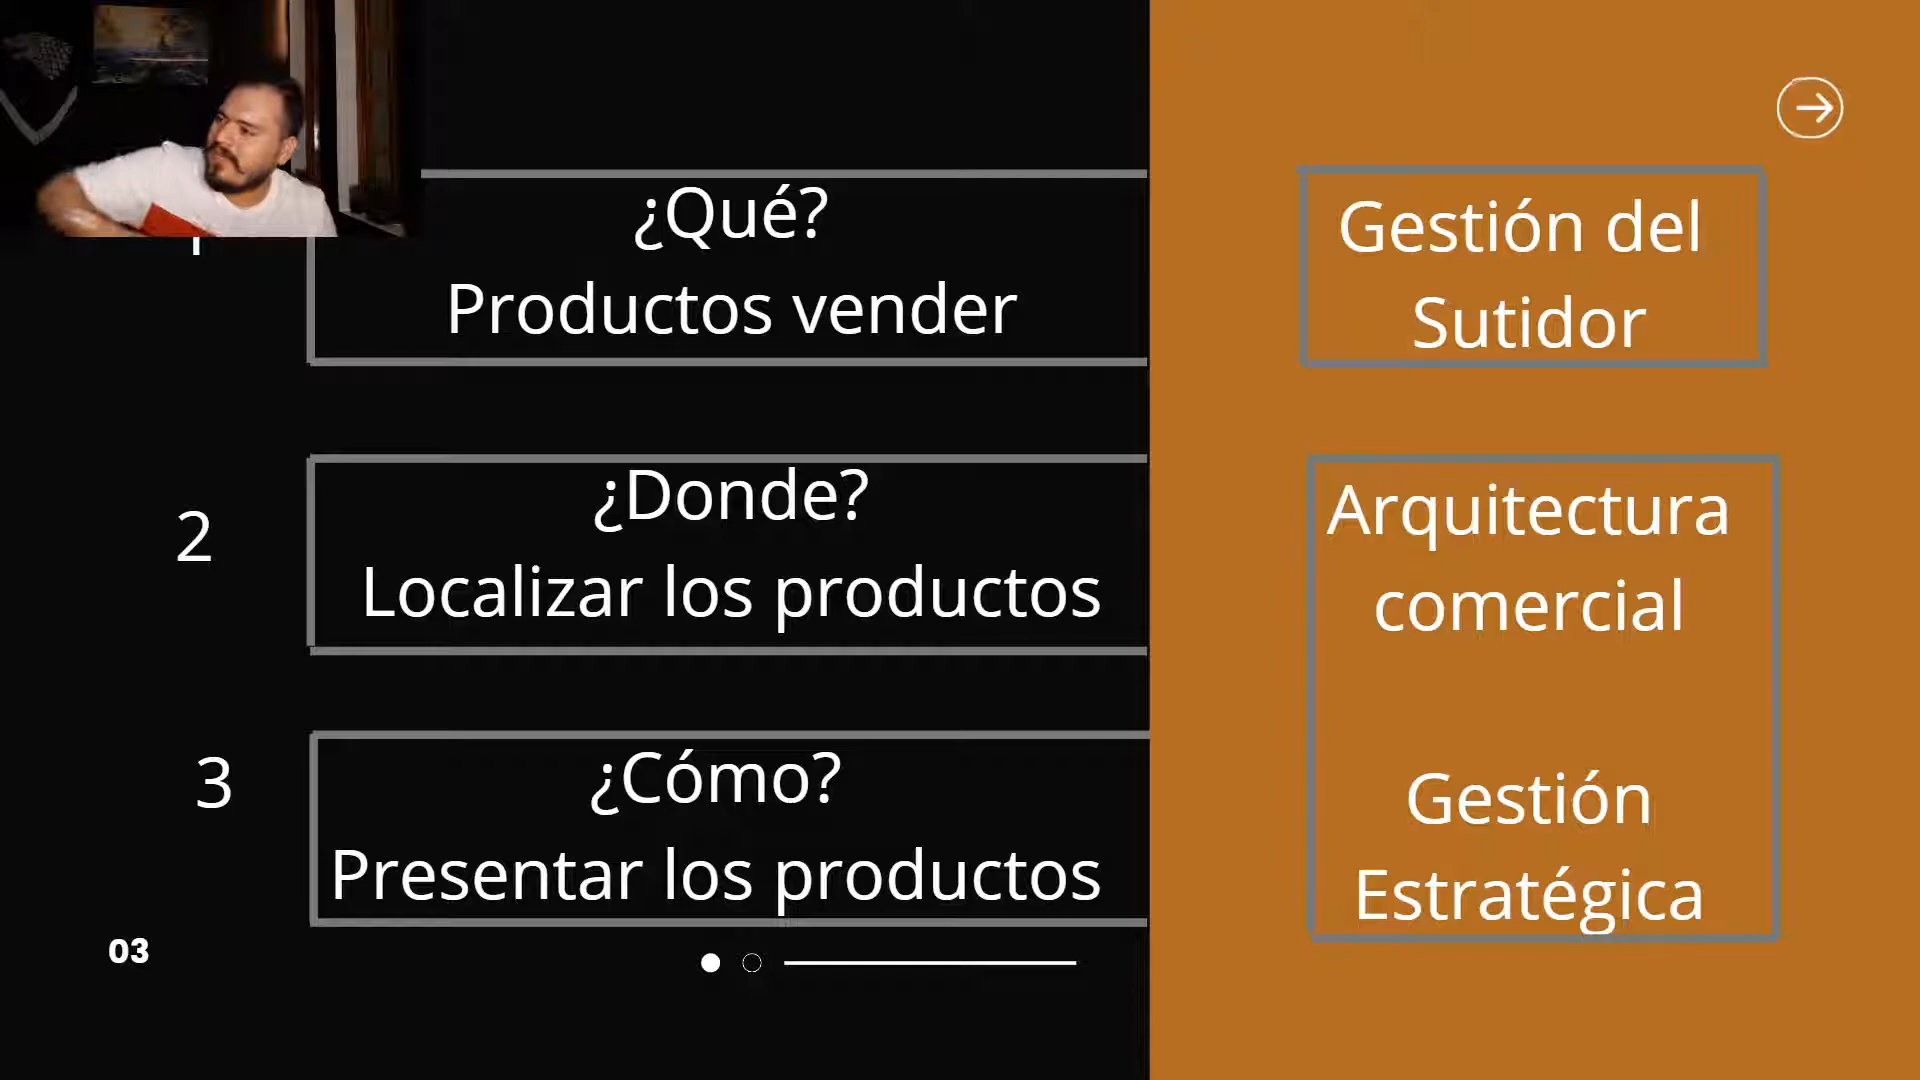 ¿Qué?
Productos vender
2
¿Donde?
Localizar los productos
3
¿Cómo?
Presentar los productos
03
Gestión del
Sutidor
Arquitectura
comercial
Gestión
Estratégica